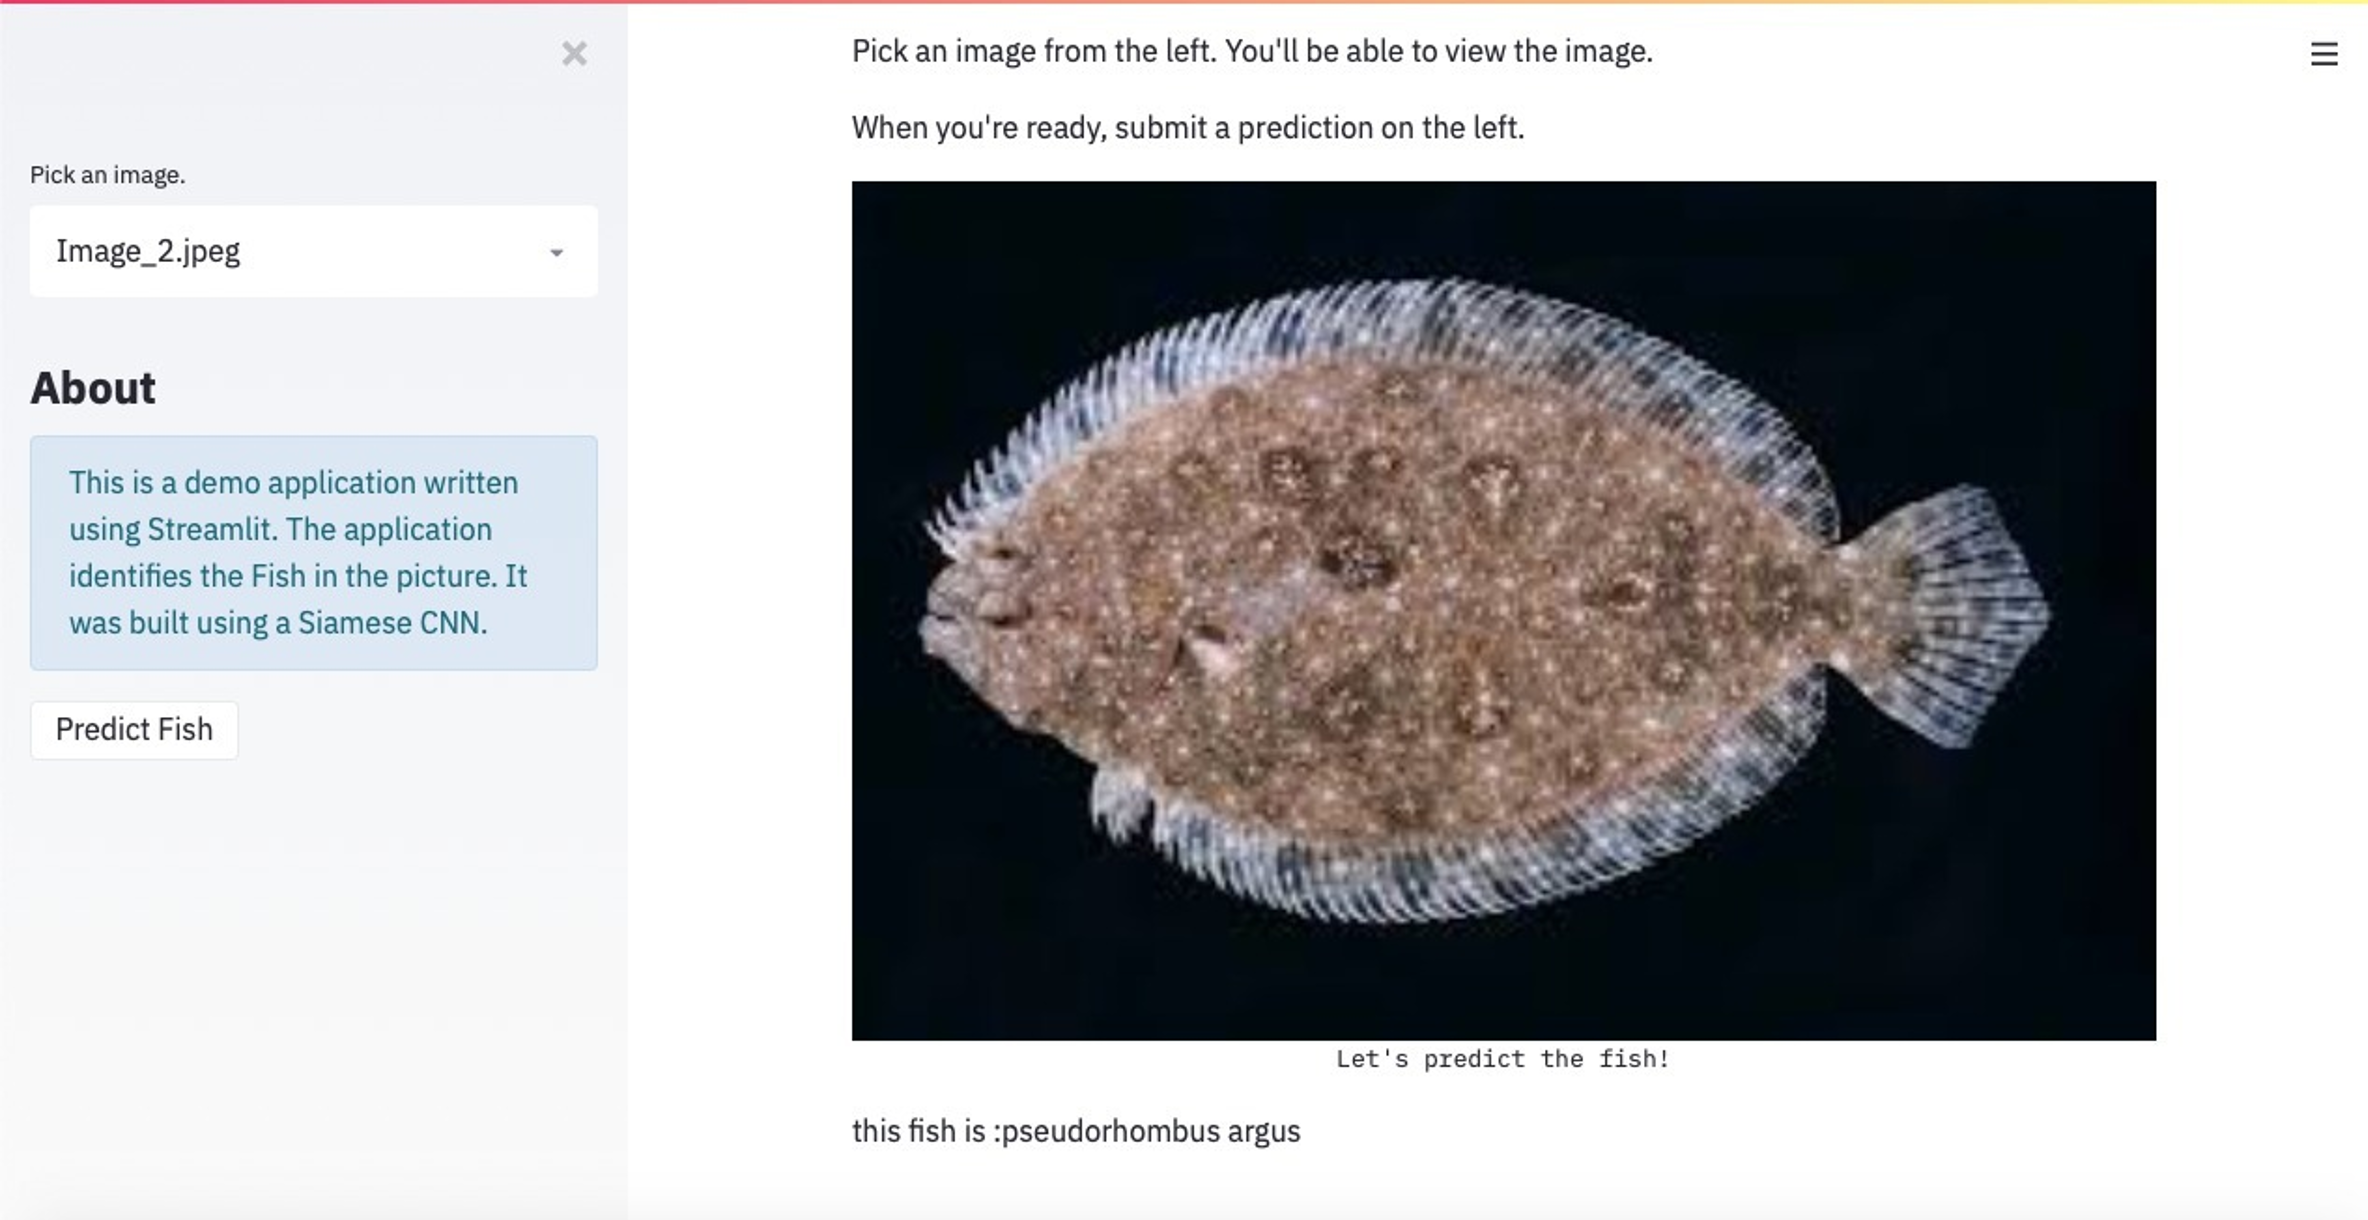 Pick an image.
Image_2.jpeg
About
This is a demo application written
using Streamlit. The application
identifies the Fish in the picture. It
was built using a Siamese CNN.
Predict Fish
Pick an image from the left. You'll be able to view the image.
When you're ready, submit a prediction on the left.
Let's predict the fish!
this fish is :pseudorhombus argus